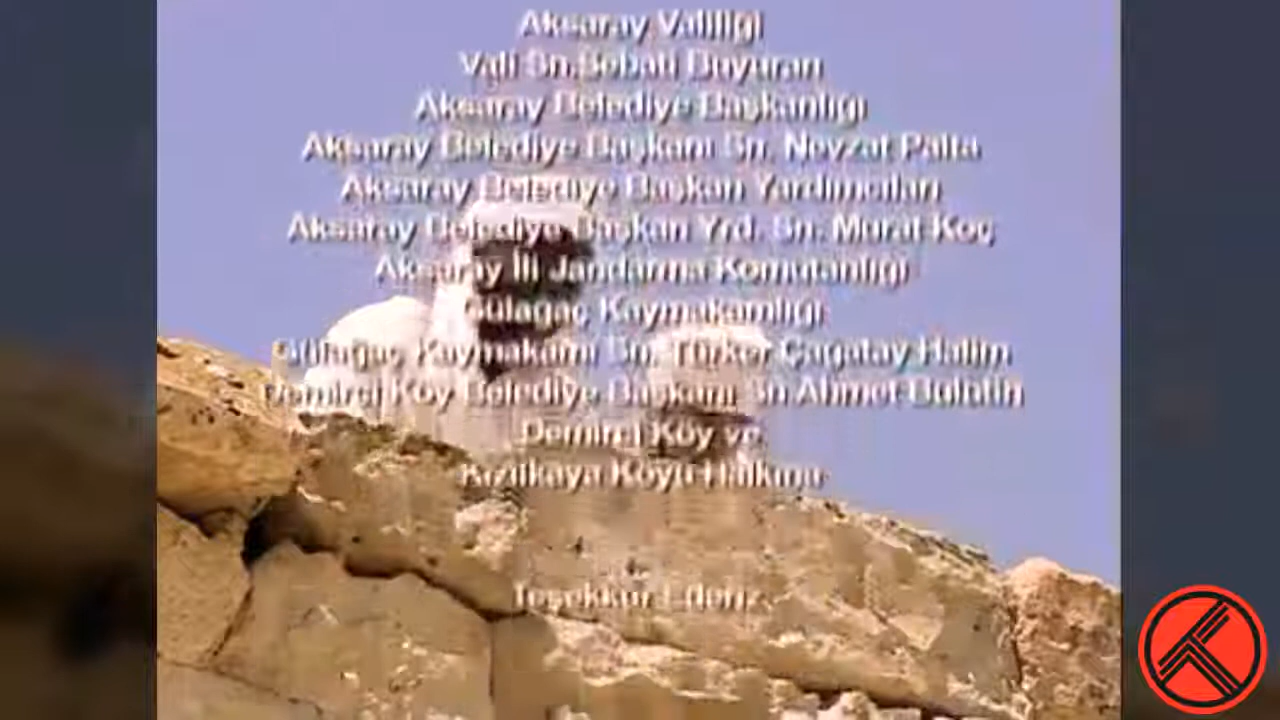 Aksaray Valiliği
Vali Sn.Sebati Buyuran
Aksaray Belediye Başkanlığı
Aksaray Belediye Başkanı Sn. Nevzat Palta
Aksaray Belediye Başkan Yardımcıları
Aksaray Belediye Başkan Yrd. Sn. Murat Koç
Aksaray İli Jandarma Komutanlığı
Gülağaç Kaymakamlığı
Gülağaç Kaymakamı Sn. Türker Çağatay Halim
Demirci Köy Belediye Başkanı Sn Ahmet Bulutın
Demirci Köy ve
Kızılkaya Köyü Halkına
Teşekkür Ederiz.